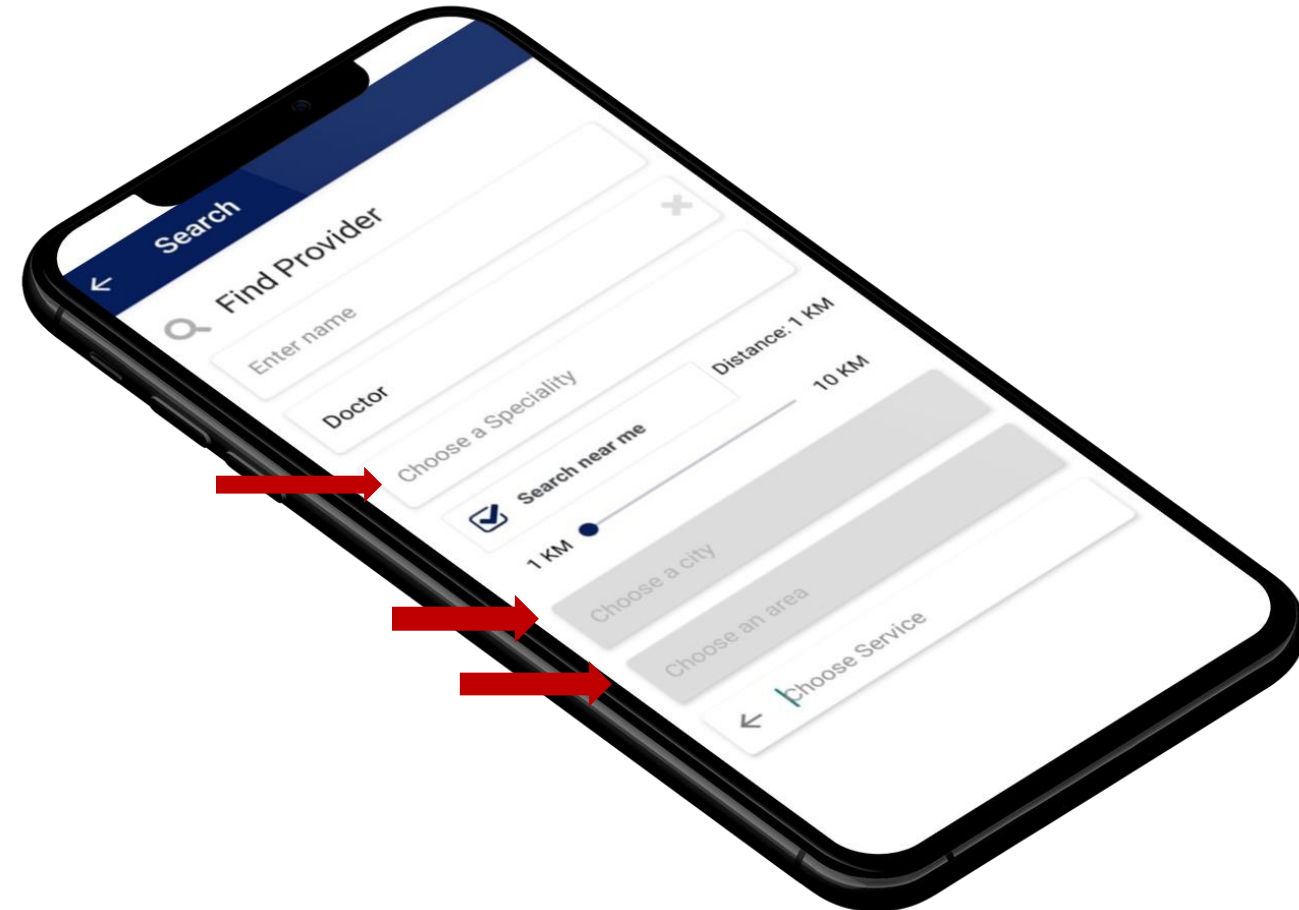 Search
Find Provider
Enter name
Doctor
Choose a Speciality
Search near me
Distance: 1 KM
1 KM
10 KM
Choose a city
Choose an area
Choose Service